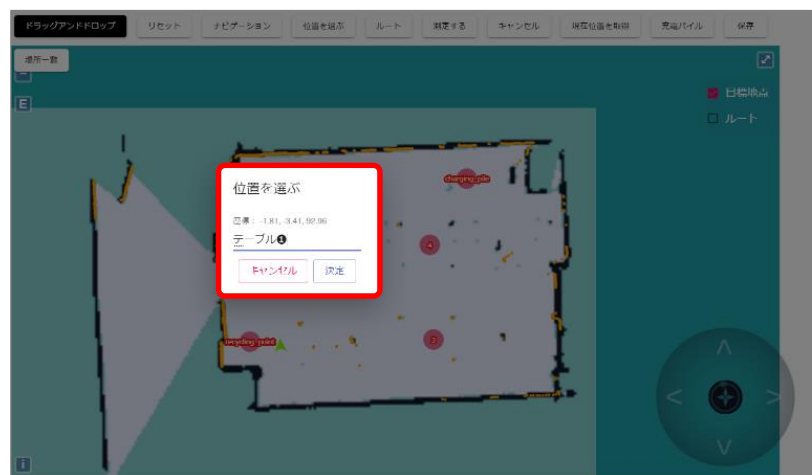 ドラッグアンドドロップ
リセット
ナビゲーション
位置を選ぶ
ルート
測定する
キャンセル
現在位置を取得
充電パイル
保存
場所一覧
E
目標地点
ルート
charging_pile
位置を選ぶ
座標: -1.81, -3.41, 92.96
テーブル❶
キャンセル
決定
recycling_point
i